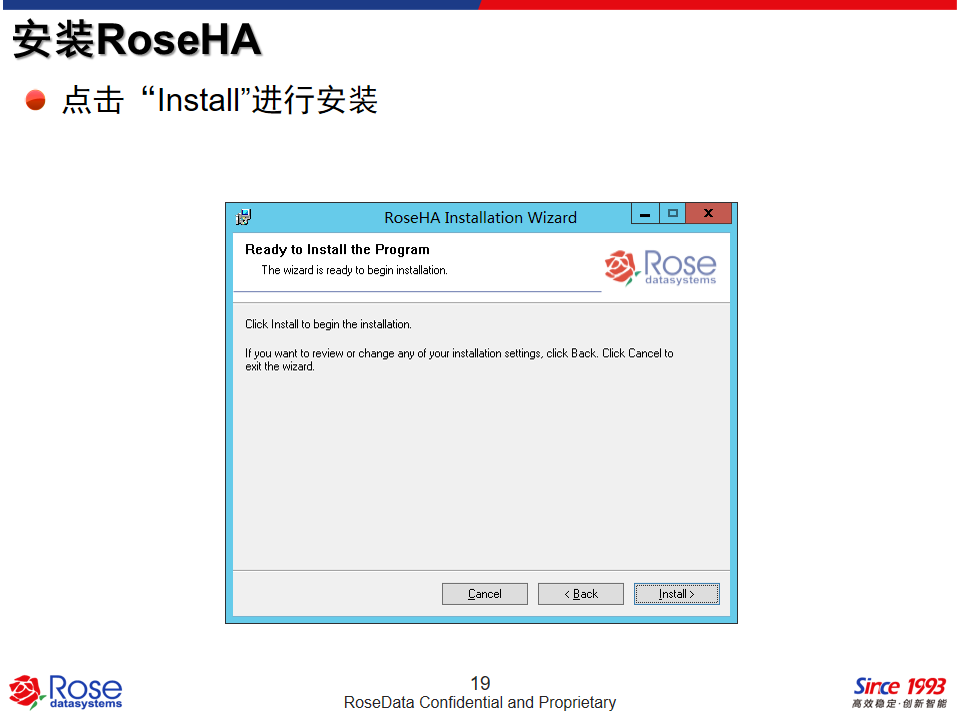 安装RoseHA
点击“Install”进行安装
RoseHA Installation Wizard
Ready to Install the Program
The wizard is ready to begin installation.
Rose
datasystems
Click Install to begin the installation.
If you want to review or change any of your installation settings, click Back. Click Cancel to
exit the wizard.
Cancel
< Back
Install >
Rose
datasystems
19
RoseData Confidential and Proprietary
Since 1993
高效稳定·创新智能